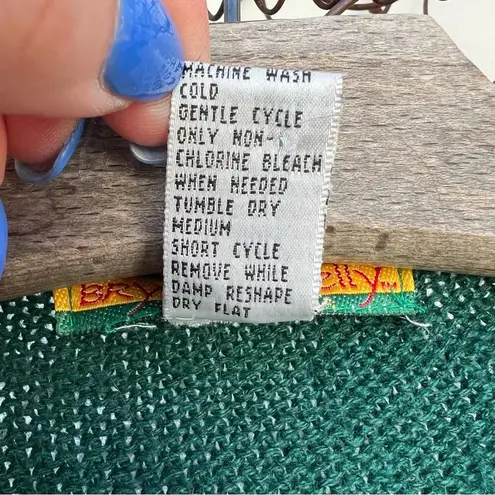 MACHINE WASH
COLD
GENTLE CYCLE
ONLY NON-
CHLORINE BLEACH
WHEN NEEDED
TUMBLE DRY
MEDIUM
SHORT CYCLE
REMOVE WHILE
DAMP RESHAPE
DRY FLAT
BRY